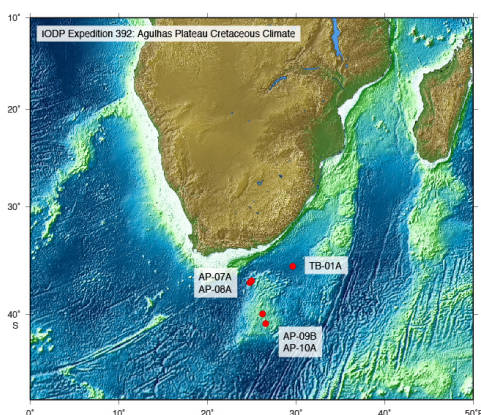 10°
IODP Expedition 392: Agulhas Plateau Cretaceous Climate
20°
30°
TB-01A
AP-07A
AP-08A
40°
S
AP-09B
AP-10A
0° 10° 20° 30° 40° 50°E